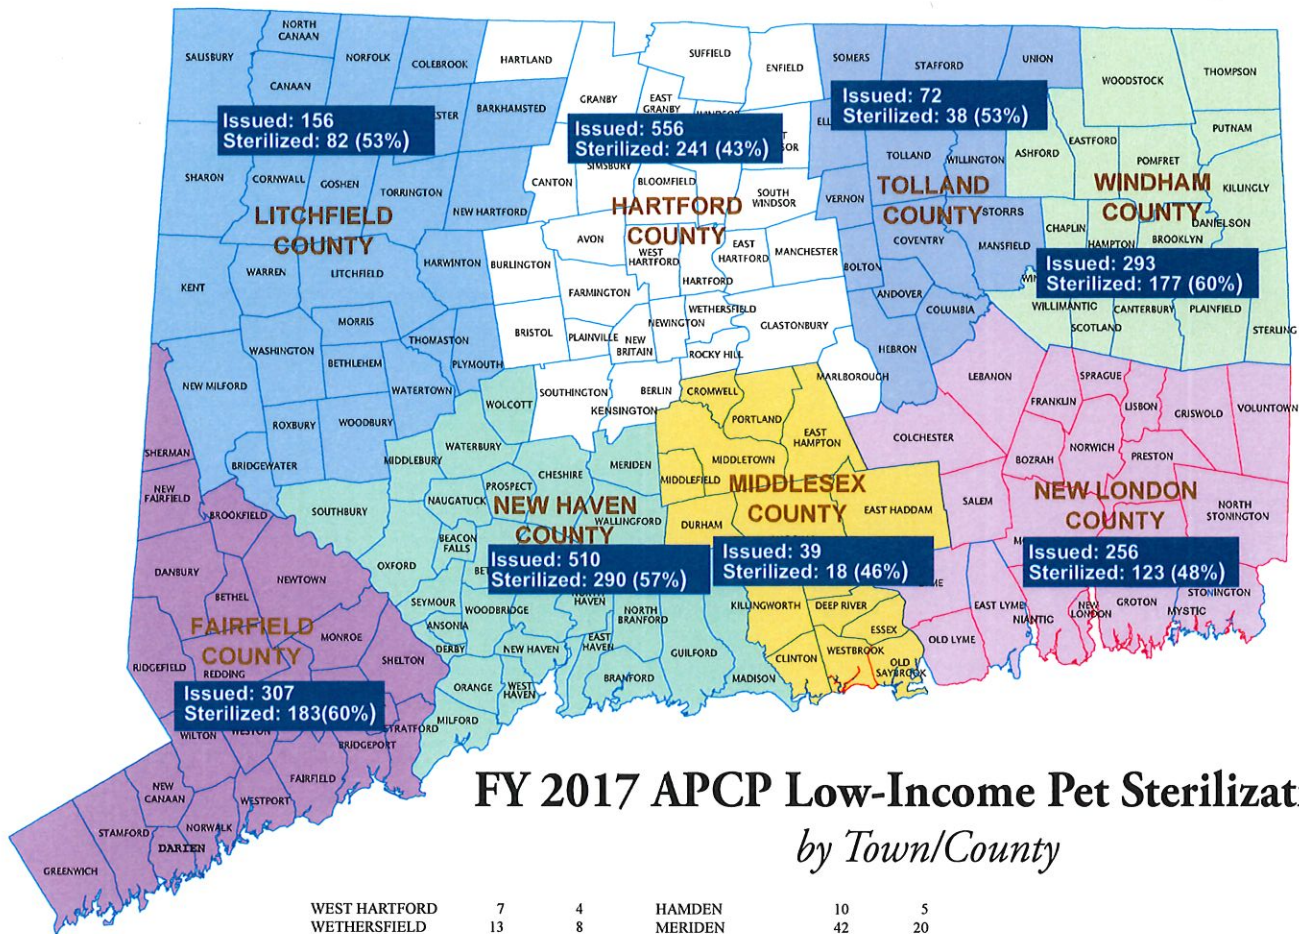 NORTH
CANAAN
SALISBURY
NORFOLK
COLEBROOK
HARTLAND
SUFFIELD
ENFIELD
SOMERS
STAFFORD
UNION
WOODSTOCK
THOMPSON
CANAAN
Issued: 156
Sterilized: 82 (53%)
BARKHAMSTED
GRANBY
EAST
GRANBY
Issued: 556
Sterilized: 241 (43%)
Issued: 72
Sterilized: 38 (53%)
EASTFORD
PUTNAM
SHARON
CORNWALL
GOSHEN
TORRINGTON
NEW HARTFORD
CANTON
SIMSBURY
BLOOMFIELD
SOUTH
WINDSOR
VERNON
TOLLAND
WILLINGTON
ASHFORD
POMFRET
KILLINGLY
LITCHFIELD
COUNTY
HARTFORD
COUNTY
TOLLAND
COUNTY
WINDHAM
COUNTY
STORRS
CHAPLIN
HAMPTON
BROOKLYN
DANIELSON
KENT
WARREN
LITCHFIELD
HARWINTON
BURLINGTON
AVON
WEST
HARTFORD
EAST
HARTFORD
MANCHESTER
HARTFORD
BOLTON
COVENTRY
MANSFIELD
Issued: 293
Sterilized: 177 (60%)
FARMINGTON
WETHERSFIELD
NEWINGTON
GLASTONBURY
ANDOVER
COLUMBIA
WILLIMANTIC
SCOTLAND
CANTERBURY
PLAINFIELD
STERLING
MORRIS
WASHINGTON
BETHLEHEM
THOMASTON
PLYMOUTH
BRISTOL
PLAINVILLE
NEW
BRITAIN
ROCKY HILL
HEBRON
NEW MILFORD
WATERTOWN
WOLCOTT
SOUTHINGTON
BERLIN
KENSINGTON
CROMWELL
MARLBOROUGH
LEBANON
FRANKLIN
SPRAGUE
LISBON
GRISWOLD
VOLUNTOWN
ROXBURY
WOODBURY
WATERBURY
MIDDLEBURY
PORTLAND
EAST
HAMPTON
COLCHESTER
BOZRAH
NORWICH
PRESTON
SHERMAN
BRIDGEWATER
NEW
FAIRFIELD
BROOKFIELD
SOUTHBURY
NAUGATUCK
PROSPECT
CHESHIRE
MERIDEN
MIDDLETOWN
MIDDLEFIELD
NEW HAVEN
COUNTY
WALLINGFORD
MIDDLESEX
COUNTY
DURHAM
EAST HADDAM
SALEM
NEW LONDON
COUNTY
NORTH
STONINGTON
BEACON
FALLS
OXFORD
Issued: 510
Sterilized: 290 (57%)
Issued: 39
Sterilized: 18 (46%)
Issued: 256
Sterilized: 123 (48%)
DANBURY
BETHEL
NEWTOWN
SEYMOUR
WOODBRIDGE
HAVEN
NORTH
BRANFORD
KILLINGWORTH
DEEP RIVER
ESSEX
EAST LYME
NIANTIC
NEW
LONDON
GROTON
MYSTIC
STONINGTON
FAIRFIELD
COUNTY
MONROE
SHELTON
ANSONIA
DERBY
NEW HAVEN
EAST
HAVEN
GUILFORD
WESTBROOK
OLD LYME
RIDGEFIELD
REDDING
ORANGE
WEST
HAVEN
BRANFORD
MADISON
CLINTON
OLD
SAYBROOK
Issued: 307
Sterilized: 183(60%)
MILFORD
STRATFORD
WILTON
WESTON
BRIDGEPORT
NEW
CANAAN
FAIRFIELD
WESTPORT
STAMFORD
NORWALK
DARIEN
GREENWICH
FY 2017 APCP Low-Income Pet Sterilizat
by Town/County
WEST HARTFORD 7 4 HAMDEN 10 5
WETHERSFIELD 13 8 MERIDEN 42 20